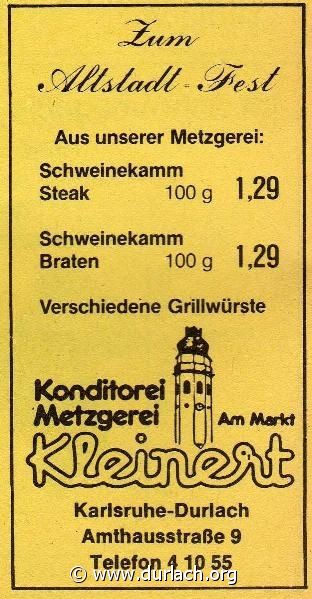 Zum
Altstadt-Fest
Aus unserer Metzgerei:
Schweinekamm
Steak 100 g 1,29
Schweinekamm
Braten 100 g 1,29
Verschiedene Grillwürste
Konditorei
Metzgerei Am Markt
Kleinert
Karlsruhe-Durlach
Amthausstraße 9
Telefon 4 10 55
© www.durlach.org